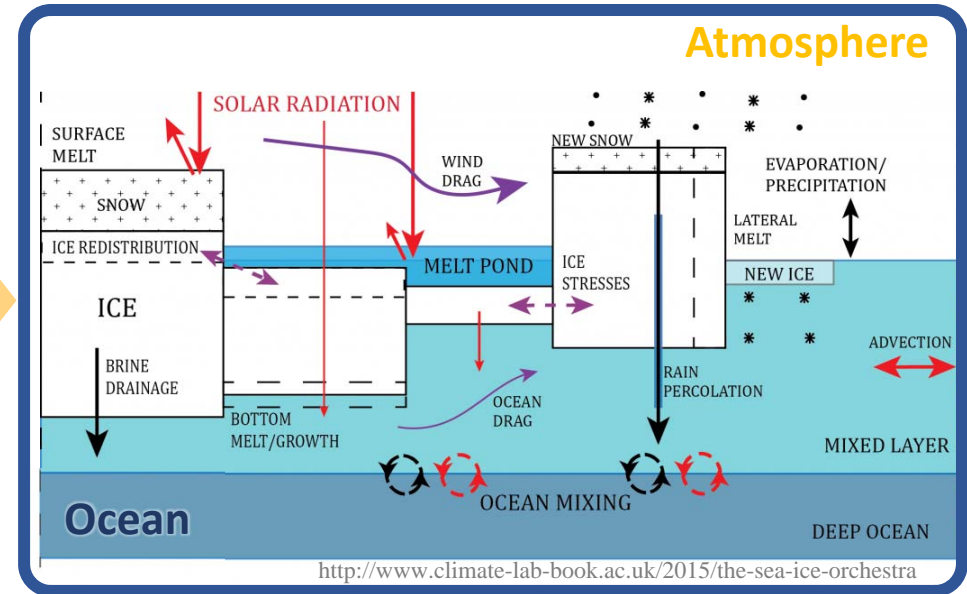 Atmosphere
SOLAR RADIATION
SURFACE
MELT
NEW SNOW
WIND
DRAG
EVAPORATION/
PRECIPITATION
SNOW
LATERAL
MELT
ICE REDISTRIBUTION
MELT POND
ICE
STRESSES
NEW ICE
ICE
BRINE
DRAINAGE
ADVECTION
RAIN
PERCOLATION
OCEAN
DRAG
BOTTOM
MELT/GROWTH
MIXED LAYER
OCEAN MIXING
Ocean
DEEP OCEAN
http://www.climate-lab-book.ac.uk/2015/the-sea-ice-orchestra